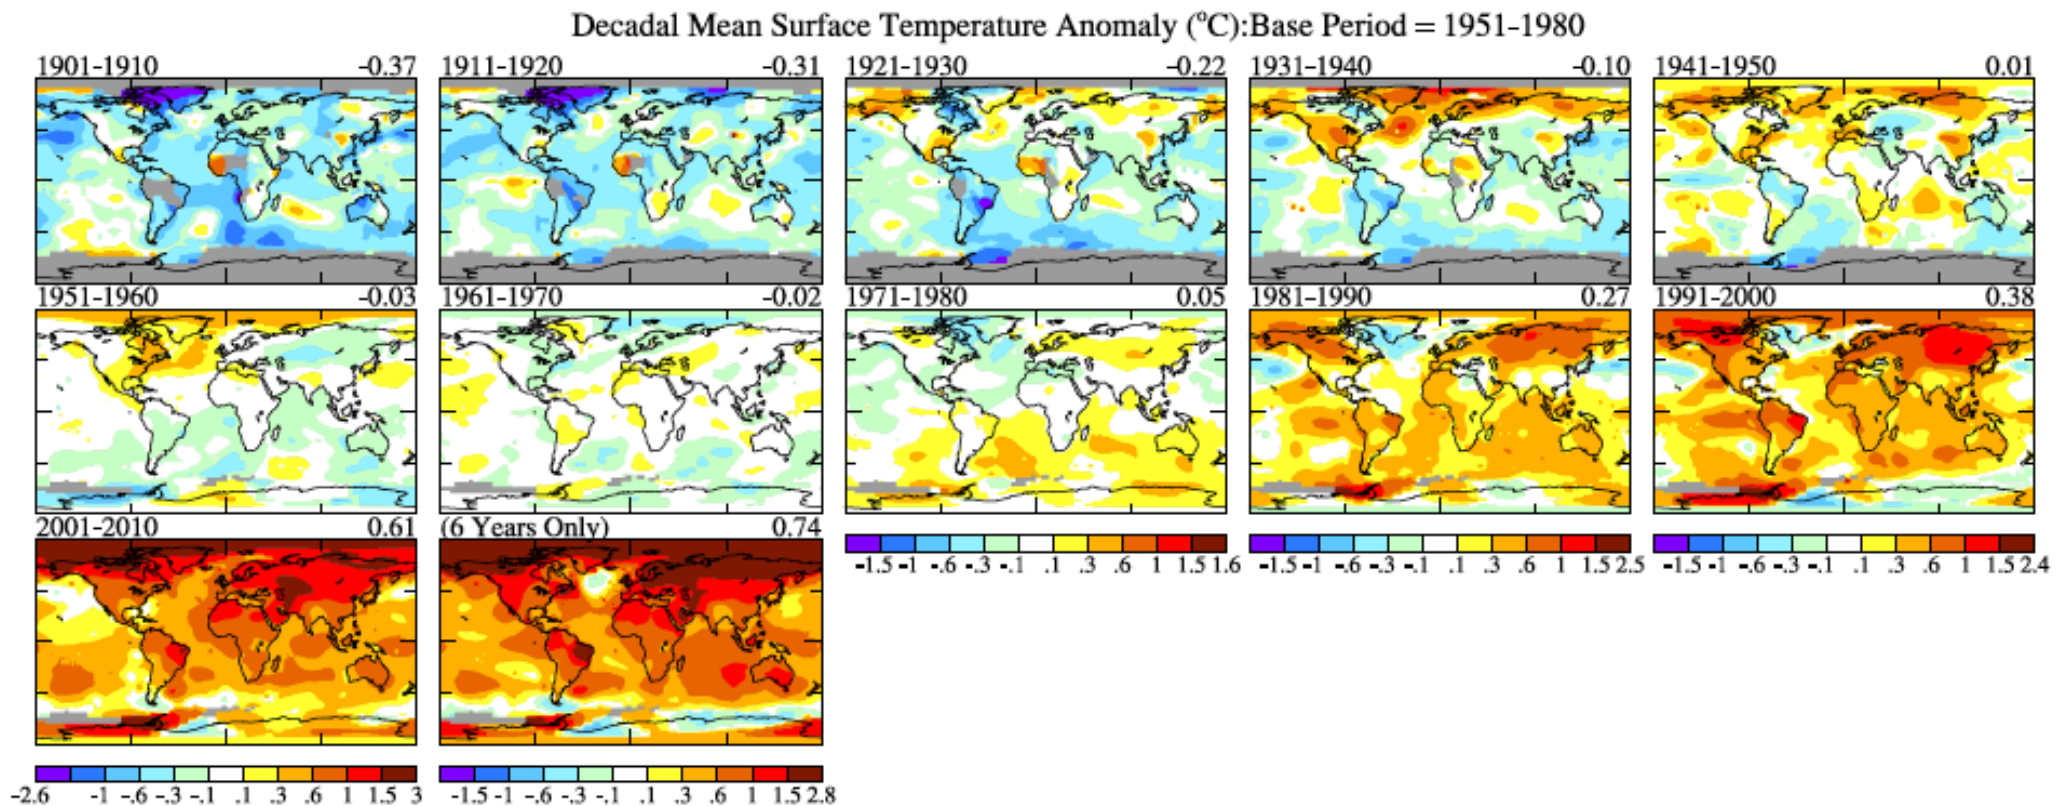 Decadal Mean Surface Temperature Anomaly (°C):Base Period = 1951-1980
1901-1910 -0.37
1911-1920 -0.31
1921-1930 -0.22
1931-1940 -0.10
1941-1950 0.01
1951-1960 -0.03
1961-1970 -0.02
1971-1980 0.05
1981-1990 0.27
1991-2000 0.38
2001-2010 0.61
(6 Years Only) 0.74
-1.5 -1 -.6 -.3 -.1 .1 .3 .6 1 1.5 1.6
-1.5 -1 -.6 -.3 -.1 .1 .3 .6 1 1.5 2.5
-1.5 -1 -.6 -.3 -.1 .1 .3 .6 1 1.5 2.4
-2.6 -1 -.6 -.3 -.1 .1 .3 .6 1 1.5 3
-1.5 -1 -.6 -.3 -.1 .1 .3 .6 1 1.5 2.8